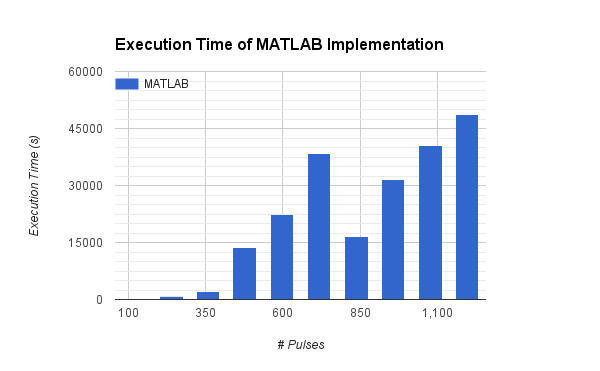 Execution Time of MATLAB Implementation
60000
MATLAB
45000
30000
15000
0
Execution Time (s)
100 350 600 850 1,100
# Pulses